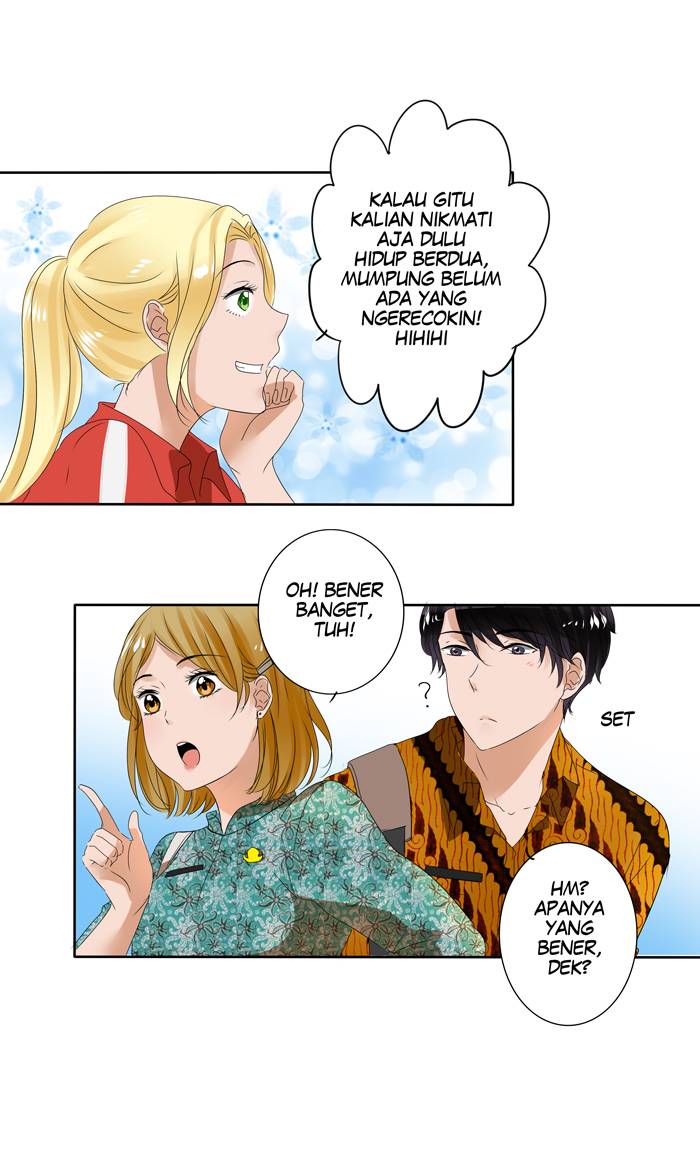 KALAU GITU
KALIAN NIKMATI
AJA DULU
HIDUP BERDUA,
MUMPUNG BELUM
ADA YANG
NGERECOKIN!
HIHIHI
OH! BENER
BANGET,
TUH!
?
SET
HM?
APANYA
YANG
BENER,
DEK?